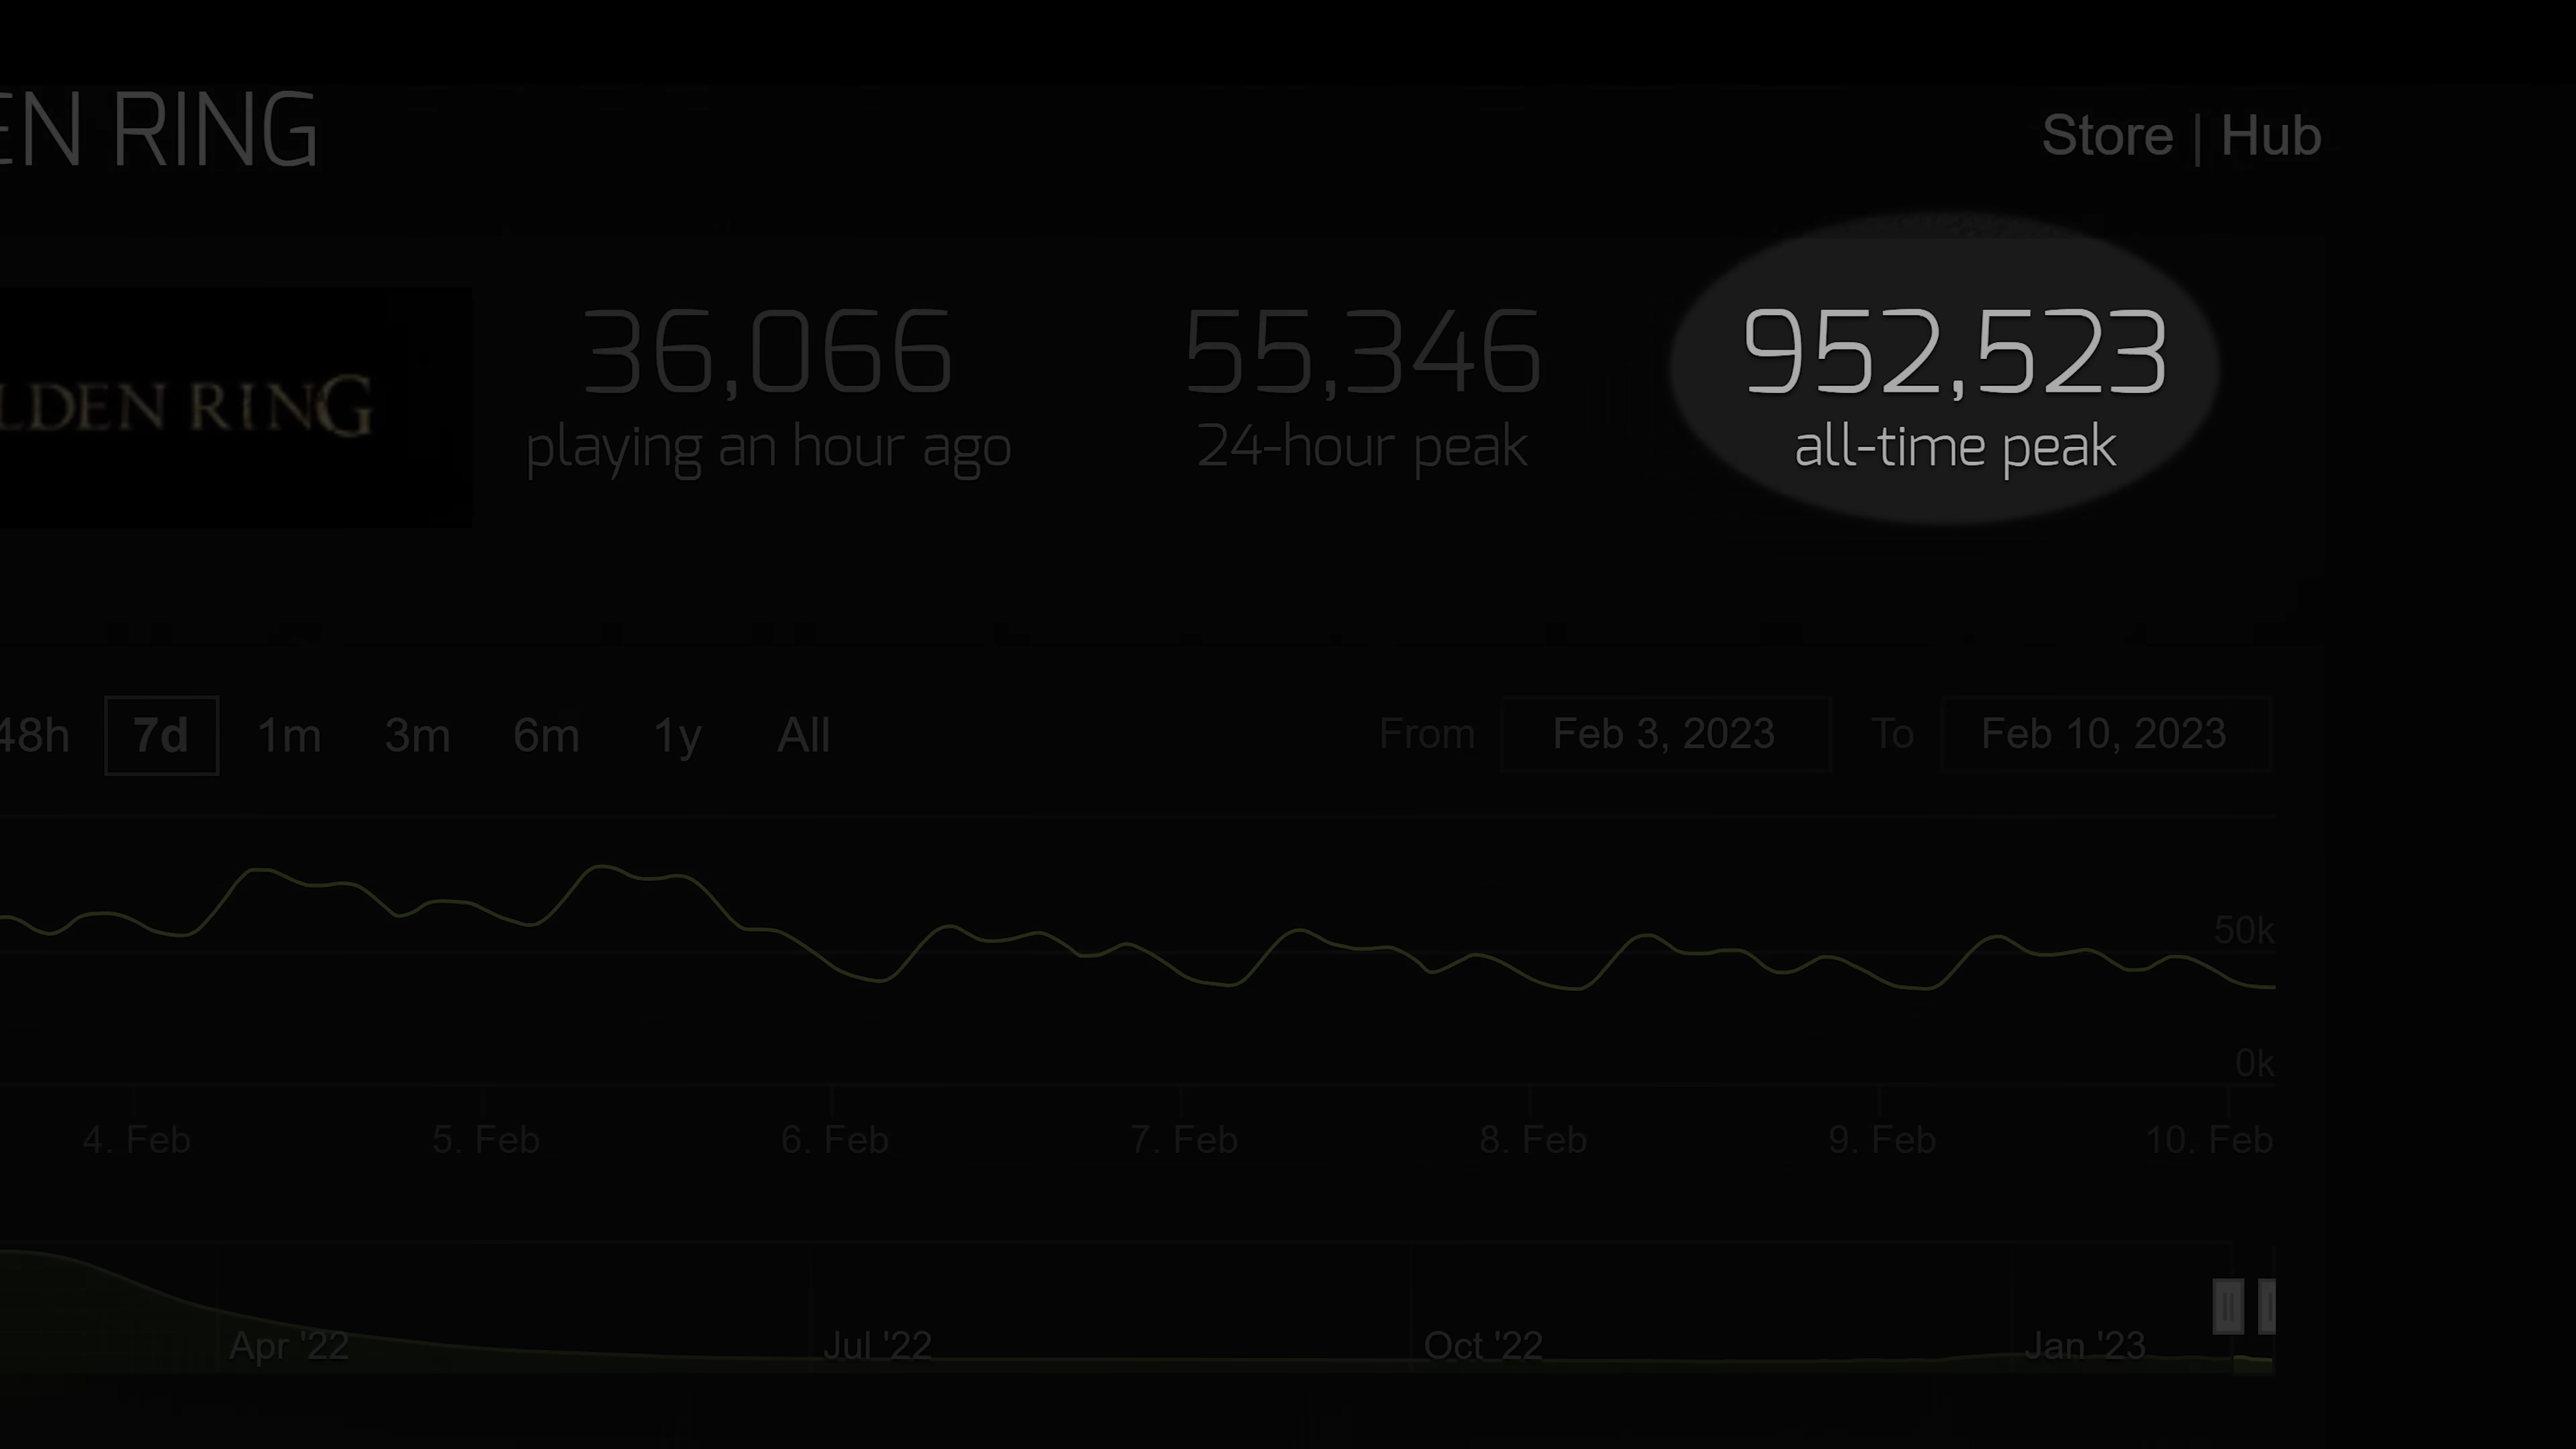 EN RING
Store | Hub
LDEN RING
36,066
playing an hour ago
55,346
24-hour peak
952,523
all-time peak
48h 7d 1m 3m 6m 1y All
From Feb 3, 2023 To Feb 10, 2023
50k
0k
4. Feb 5. Feb 6. Feb 7. Feb 8. Feb 9. Feb 10. Feb
Apr '22 Jul '22 Oct '22 Jan '23